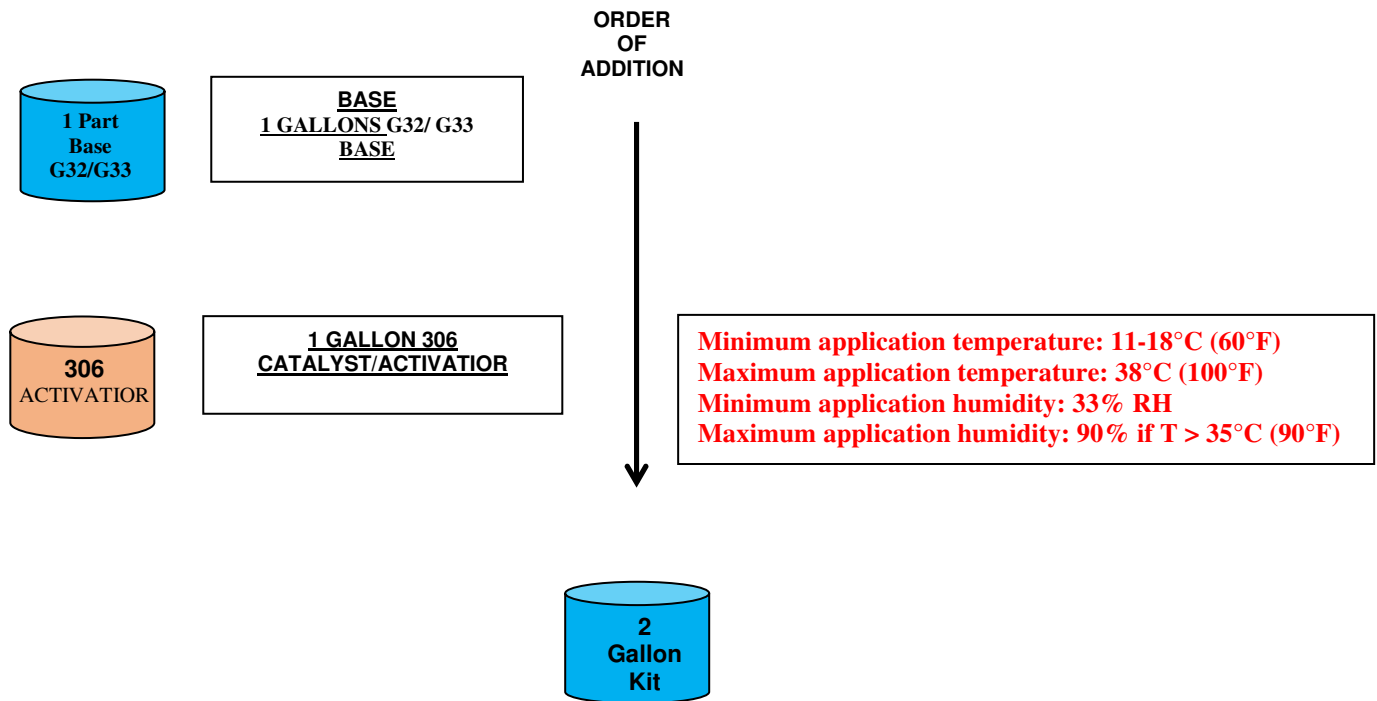 ORDER
OF
ADDITION
1 Part
Base
G32/G33
BASE
1 GALLONS G32/ G33
BASE
306
ACTIVATIOR
1 GALLON 306
CATALYST/ACTIVATIOR
Minimum application temperature: 11-18°C (60°F)
Maximum application temperature: 38°C (100°F)
Minimum application humidity: 33% RH
Maximum application humidity: 90% if T > 35°C (90°F)
2
Gallon
Kit